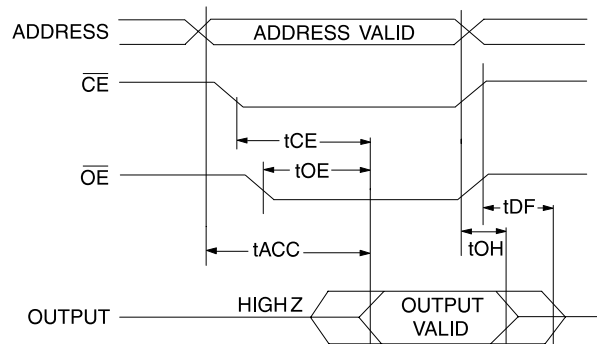 ADDRESS
ADDRESS VALID
CE
tCE
OE
tOE
tDF
tACC
tOH
OUTPUT
HIGH Z
OUTPUT
VALID